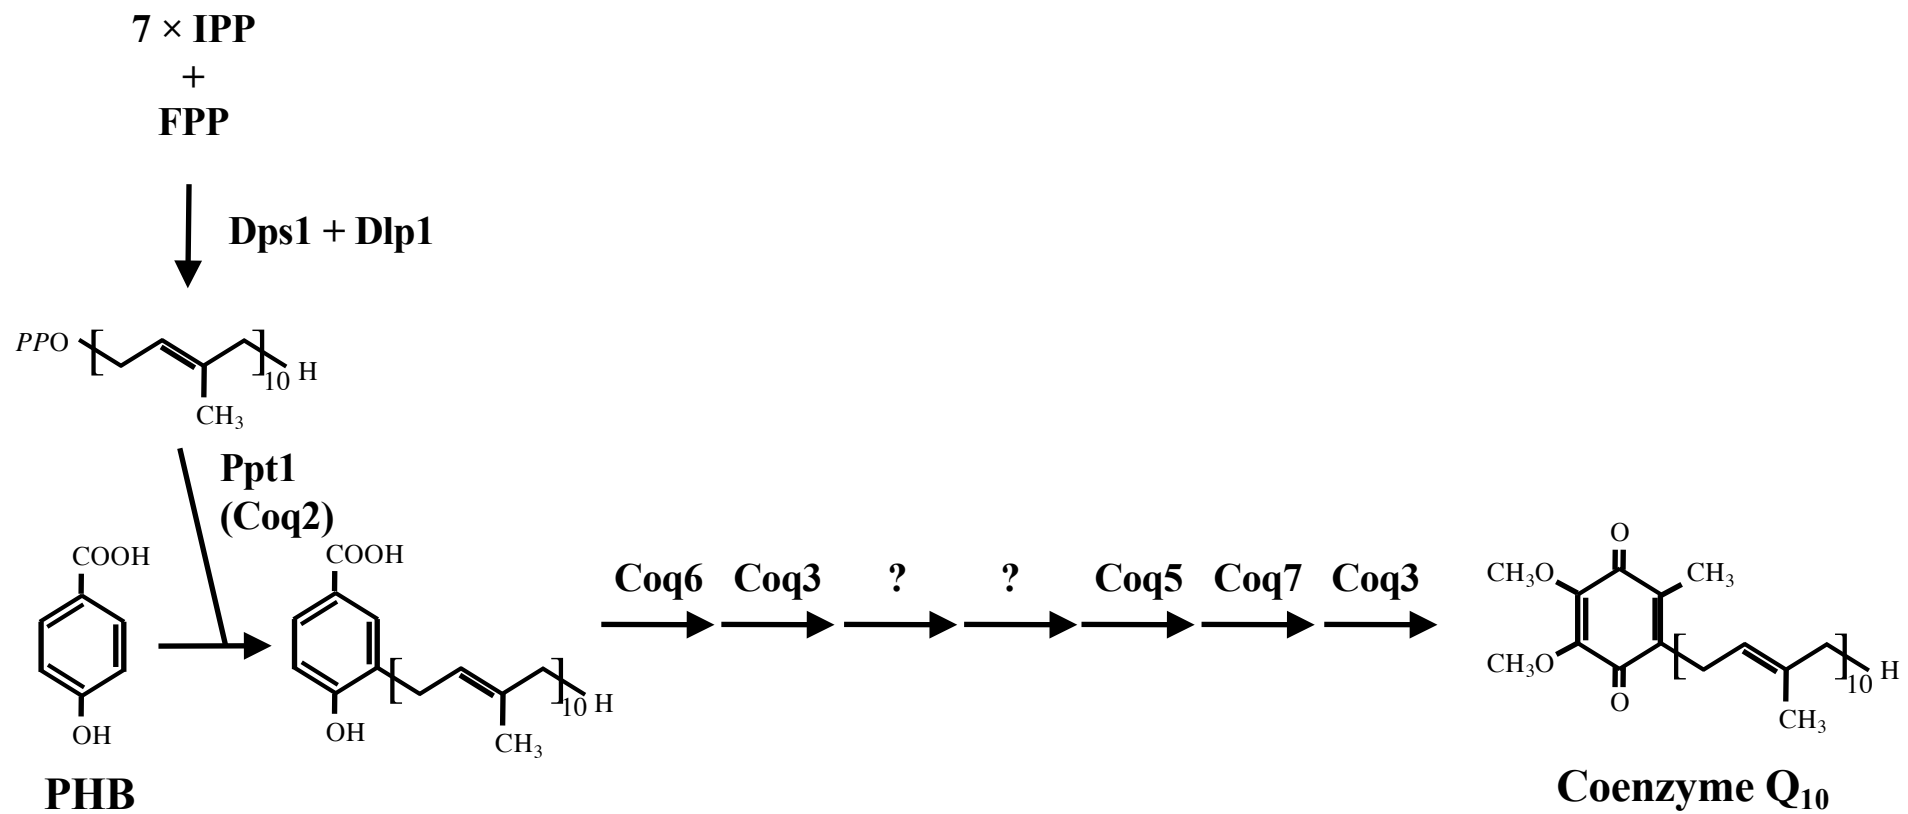 7 × IPP
+
FPP
Dps1 + Dlp1
PPO
10 H
CH3
Ppt1
(Coq2)
COOH
OH
PHB
COOH
OH
10 H
CH3
Coq6 Coq3 ? ? Coq5 Coq7 Coq3
O
CH3O
CH3
CH3O
O
10 H
CH3
Coenzyme Q10